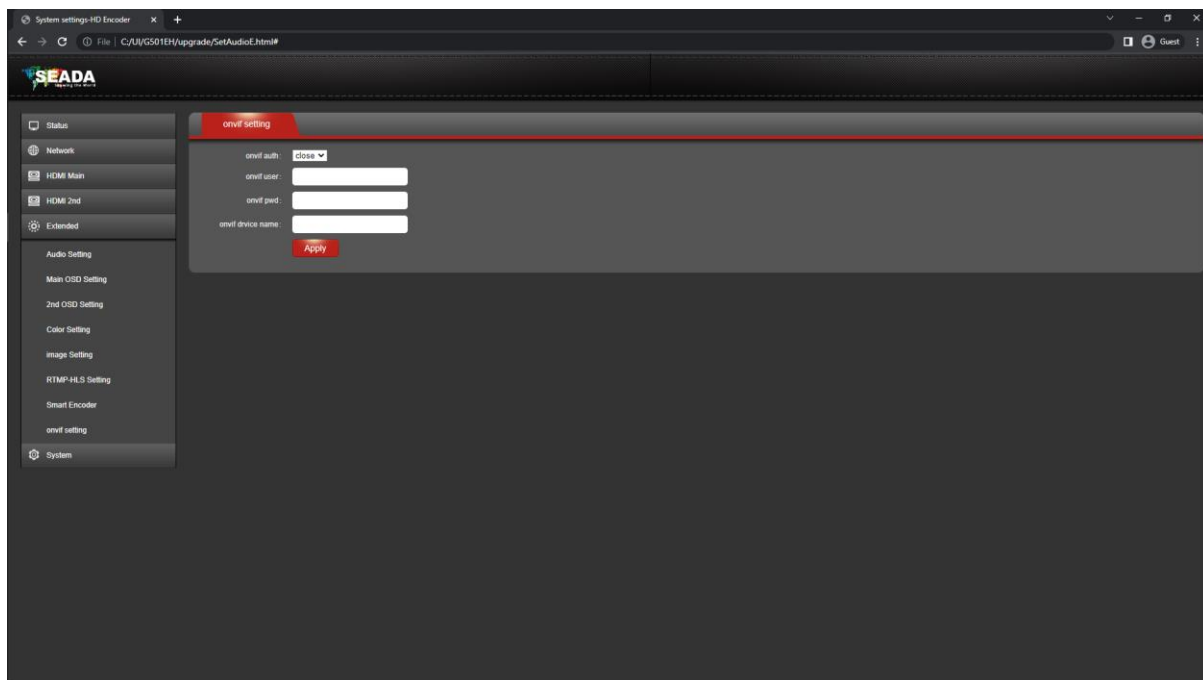 System settings-HD Encoder
File | C:/UI/G501EH/upgrade/SetAudioE.html#
Guest
SEADA
Status
Network
HDMI Main
HDMI 2nd
Extended
Audio Setting
Main OSD Setting
2nd OSD Setting
Color Setting
image Setting
RTMP-HLS Setting
Smart Encoder
onvif setting
System
onvif setting
onvif auth: close
onvif user:
onvif pwd:
onvif drvice name:
Apply